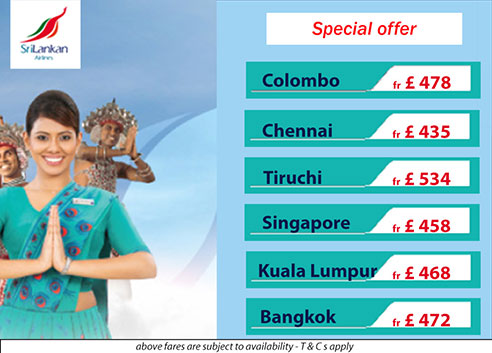 SriLankan
Airlines
Special offer
Colombo fr £ 478
Chennai fr £ 435
Tiruchi fr £ 534
Singapore fr £ 458
Kuala Lumpur fr £ 468
Bangkok fr £ 472
above fares are subject to availability - T & C s apply